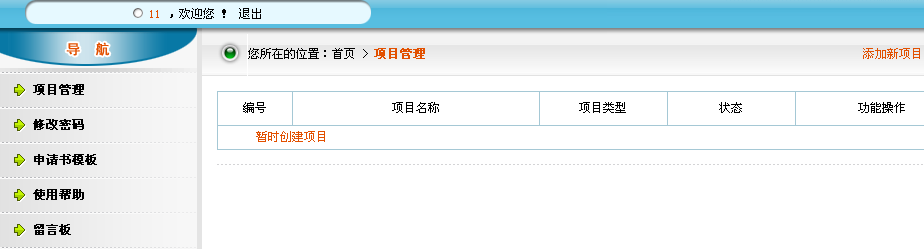 11 ，欢迎您 ！ 退出
导 航
项目管理
修改密码
申请书模板
使用帮助
留言板
您所在的位置：首页 > 项目管理
添加新项目
编号 项目名称 项目类型 状态 功能操作
暂时创建项目